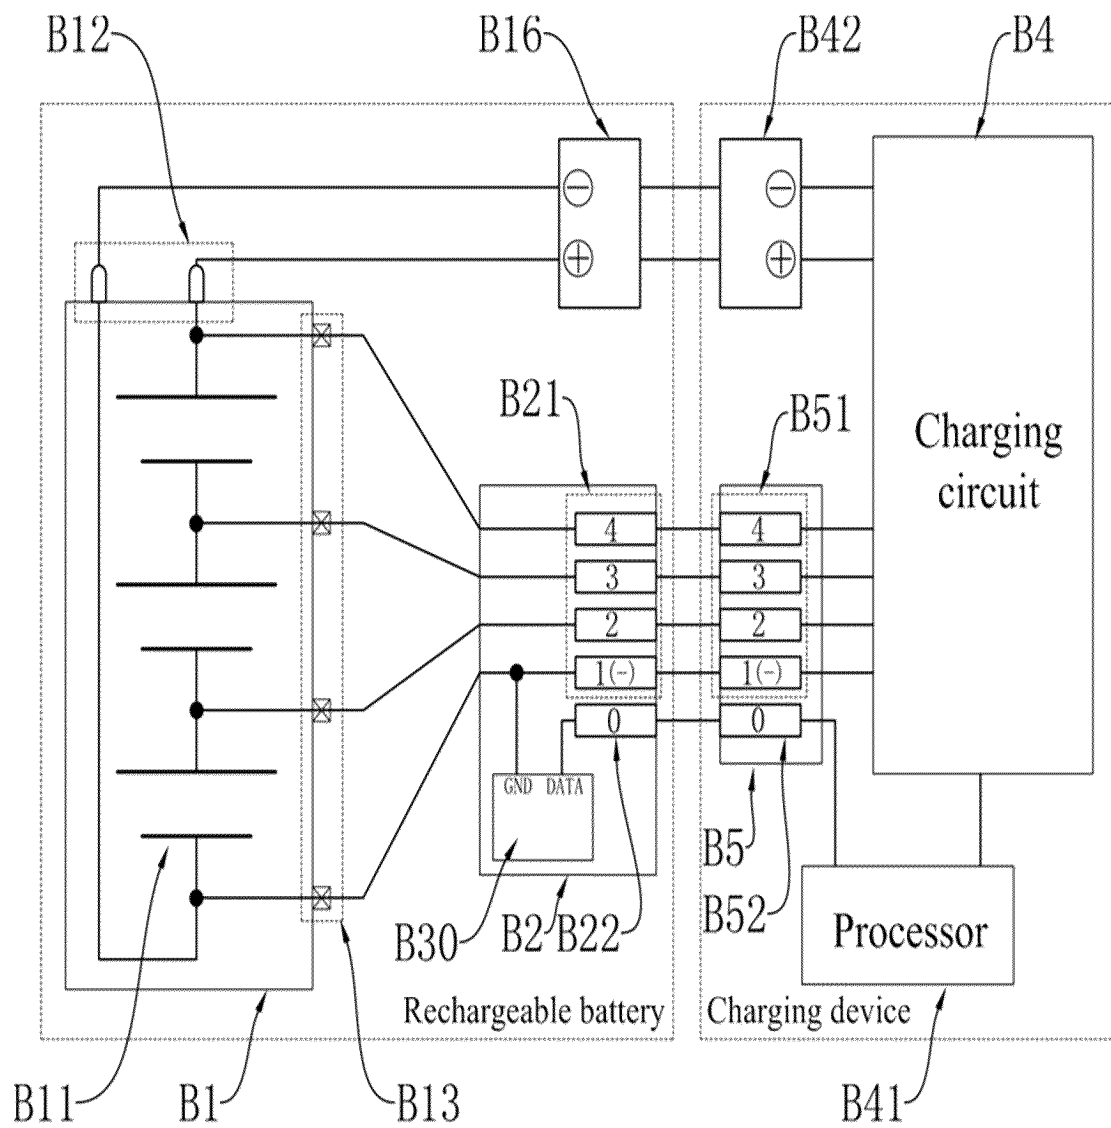 B12
B16
B42
B4
−
−
+
+
B21
B51
Charging
circuit
4
4
3
3
2
2
1(-)
1(-)
0
0
GND
DATA
B5
B52
B30
B2
B22
Processor
Rechargeable battery
Charging device
B11
B1
B13
B41